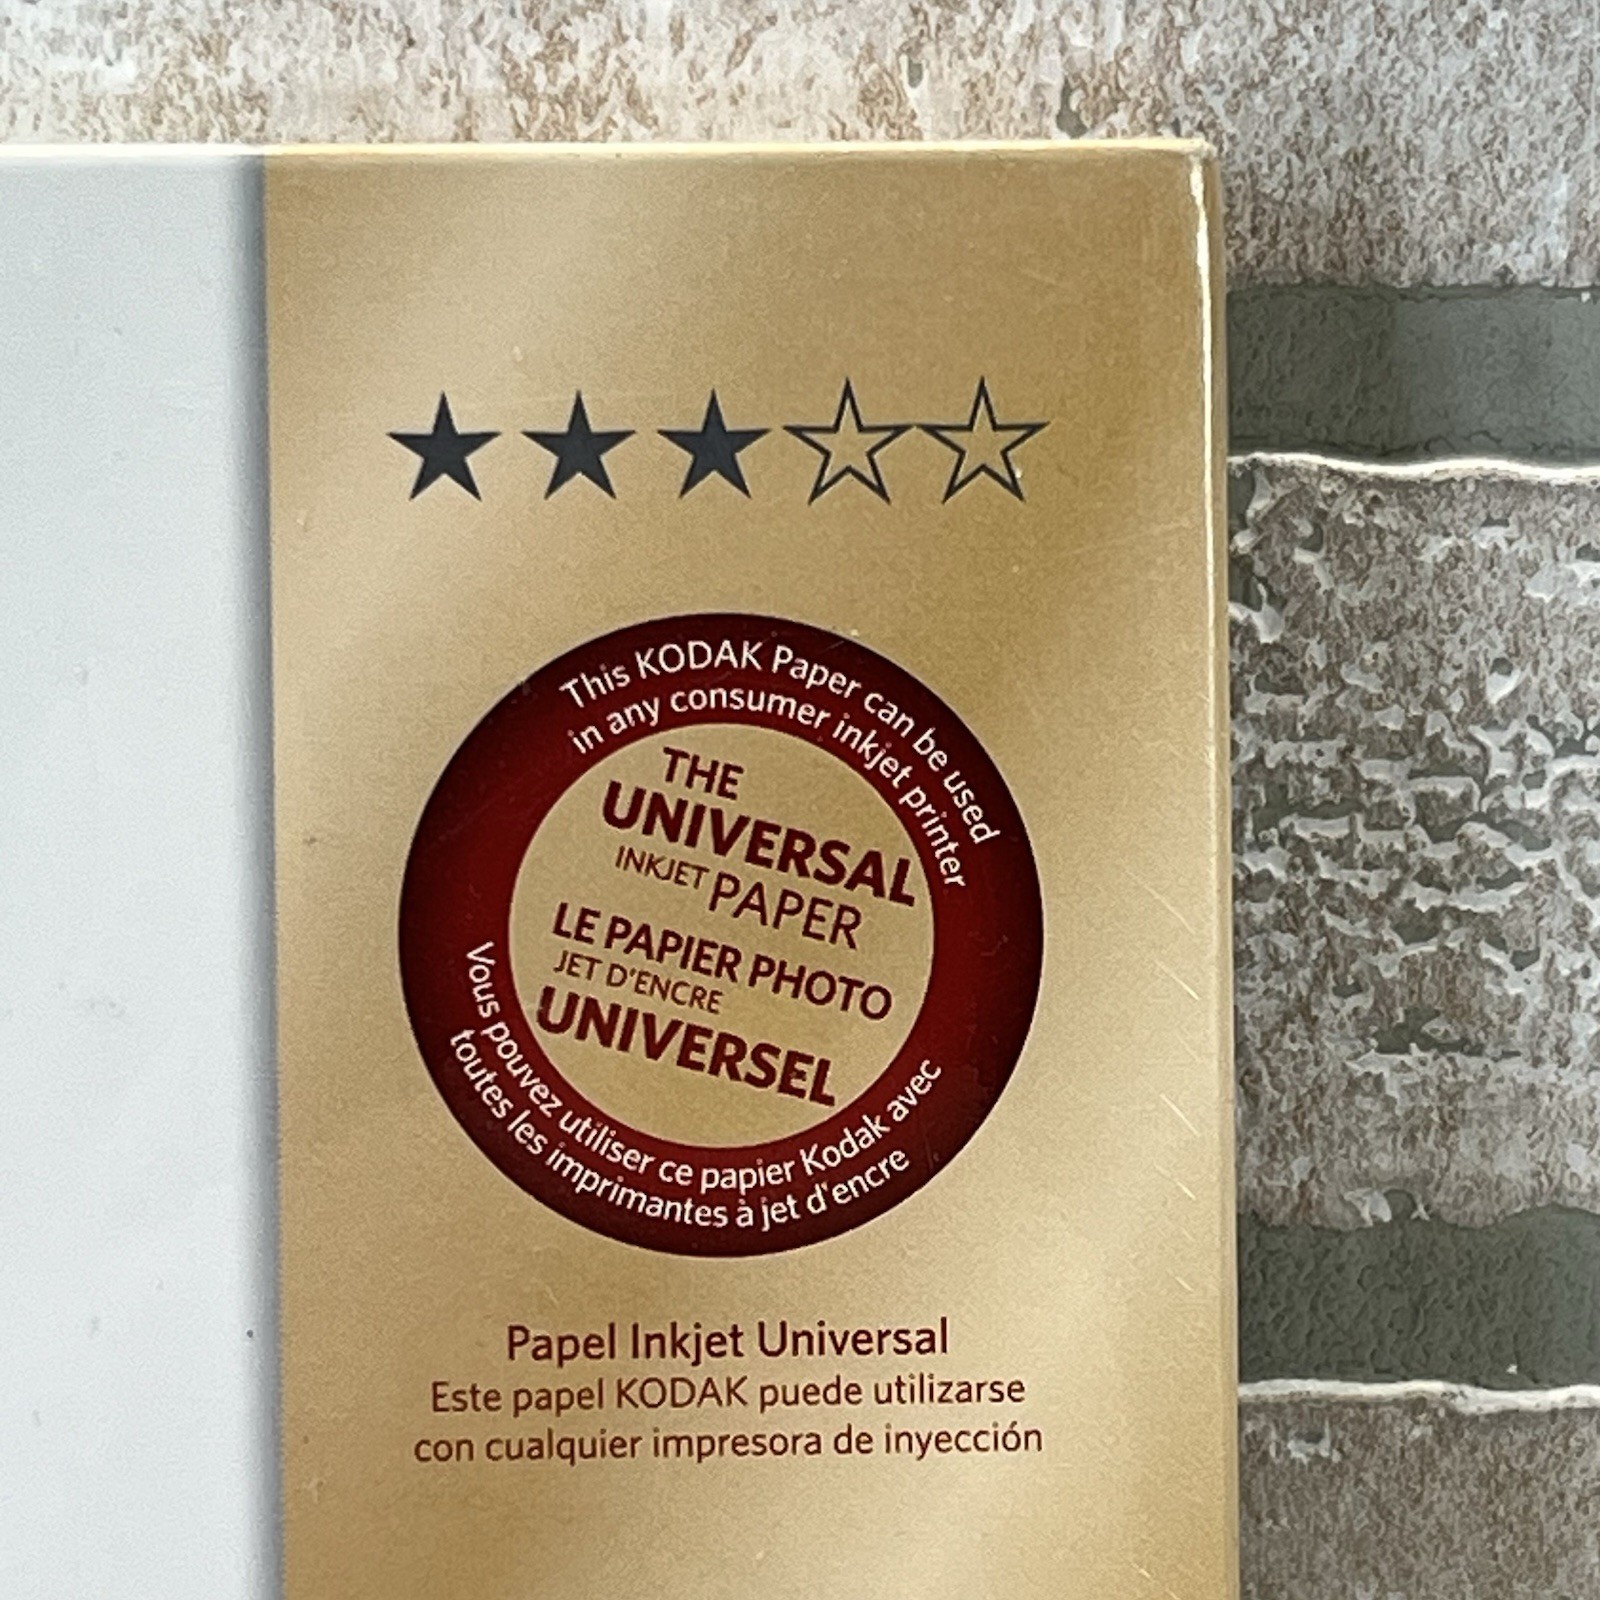 This KODAK Paper can be used
in any consumer inkjet printer
THE
UNIVERSAL
INKJET PAPER
LE PAPIER PHOTO
JET D'ENCRE
UNIVERSEL
Vous pouvez utiliser ce papier Kodak avec
toutes les imprimantes à jet d'encre
Papel Inkjet Universal
Este papel KODAK puede utilizarse
con cualquier impresora de inyección